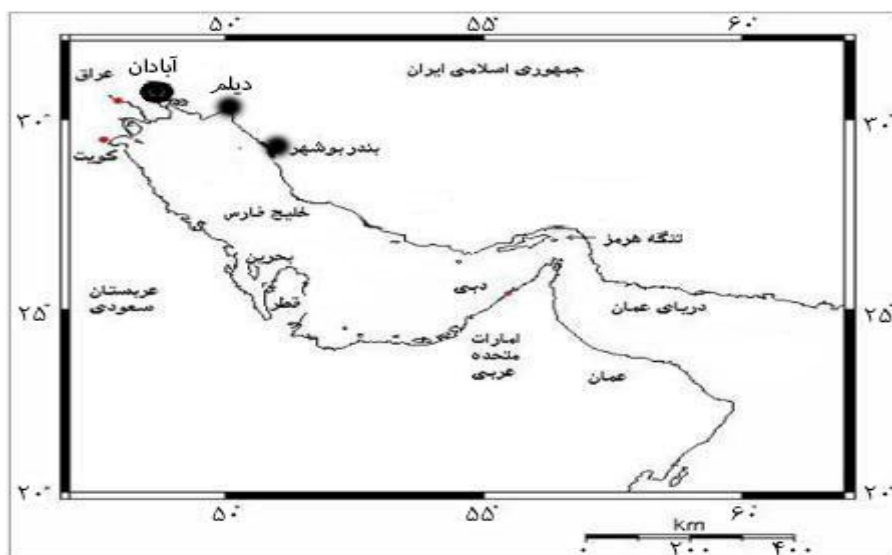 ۵۰° ۵۵° ۶۰°
آبادان
عراق
دیلم
جمهوری اسلامی ایران
۳۰° ۳۰°
بندر بوشهر
کویت
خلیج فارس
تنگه هرمز
بحرین
عربستان
سعودی
قطر
دبی
دریای عمان
۲۵° ۲۵°
امارات
متحده
عربی
عمان
۲۰° ۲۰°
۵۰° ۵۵° ۶۰°
km
۰ ۲۰۰ ۴۰۰